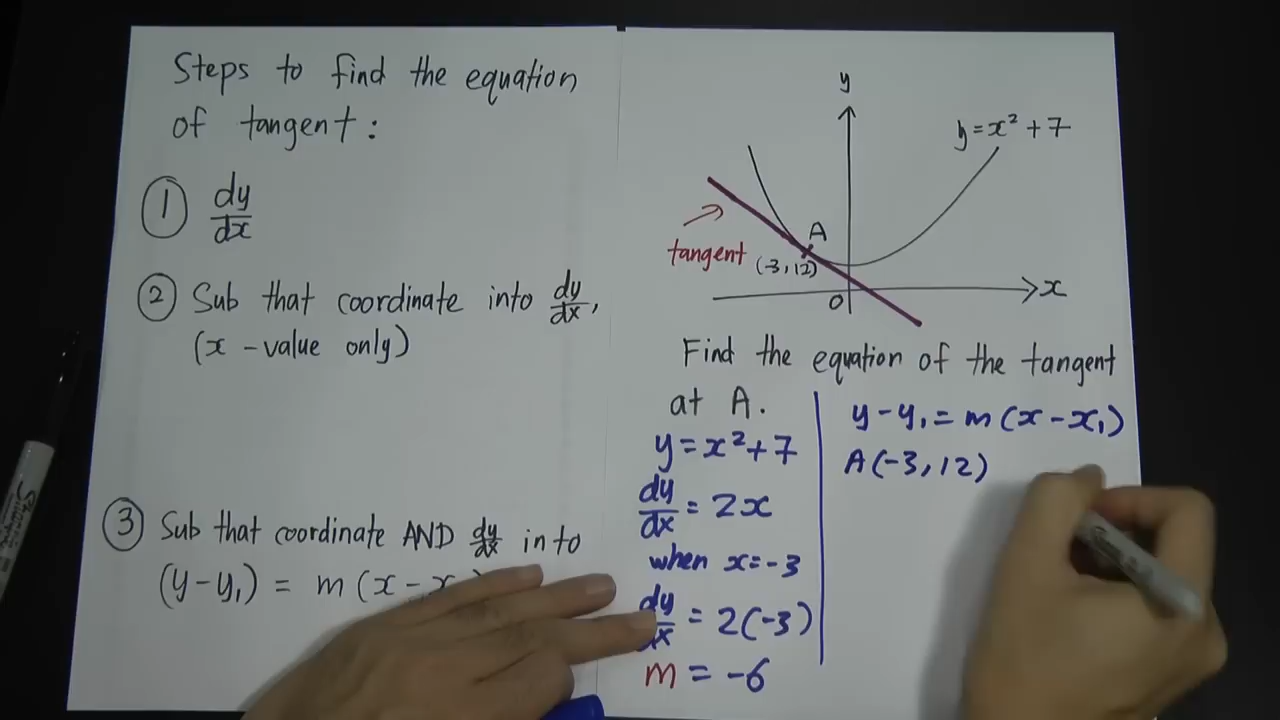 Steps to find the equation
of tangent:
① dy/dx
② Sub that coordinate into dy/dx,
(x - value only)
③ Sub that coordinate AND dy/dx into
(y-y₁) = m(x-x
y
y=x²+7
A
tangent
(-3,12)
O
x
Find the equation of the tangent
at A.
y=x²+7
dy/dx = 2x
when x=-3
dy/dx = 2(-3)
m = -6
y-y₁=m(x-x₁)
A(-3,12)
Sharpie